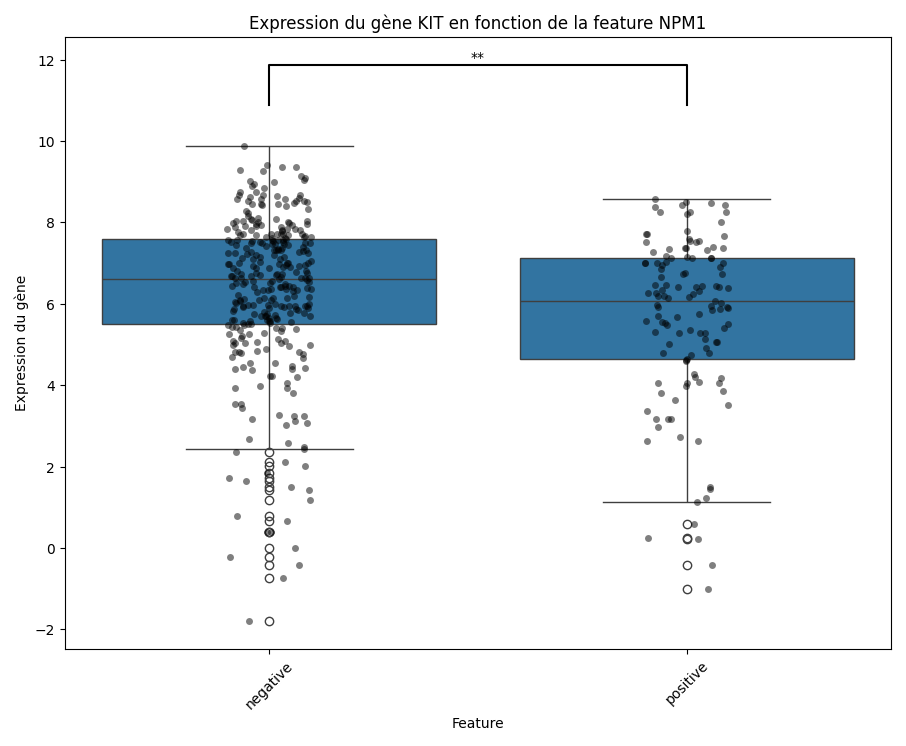 Expression du gène KIT en fonction de la feature NPM1
**
12
10
8
6
4
2
0
−2
Expression du gène
negative
positive
Feature